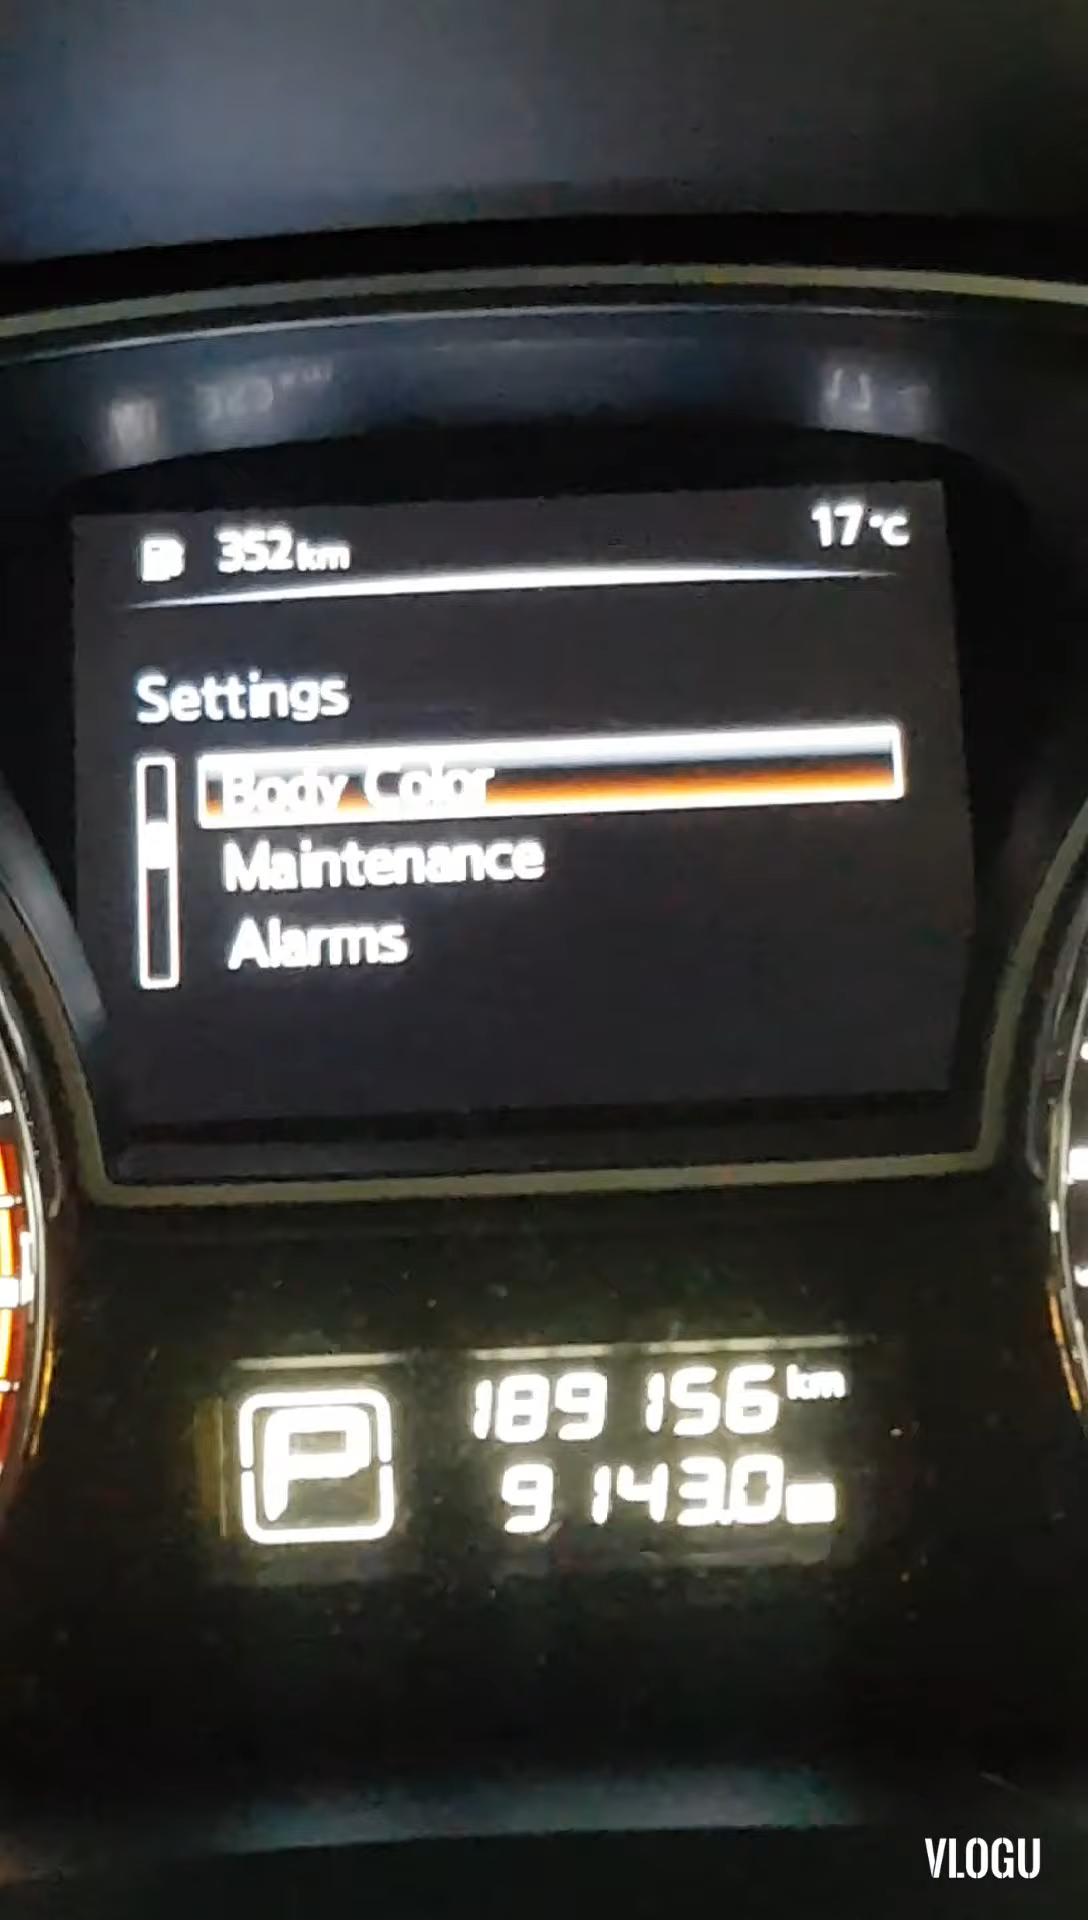 352 km 17°C
Settings
Body Color
Maintenance
Alarms
P
189 156 km
9 143.0
VLOGU